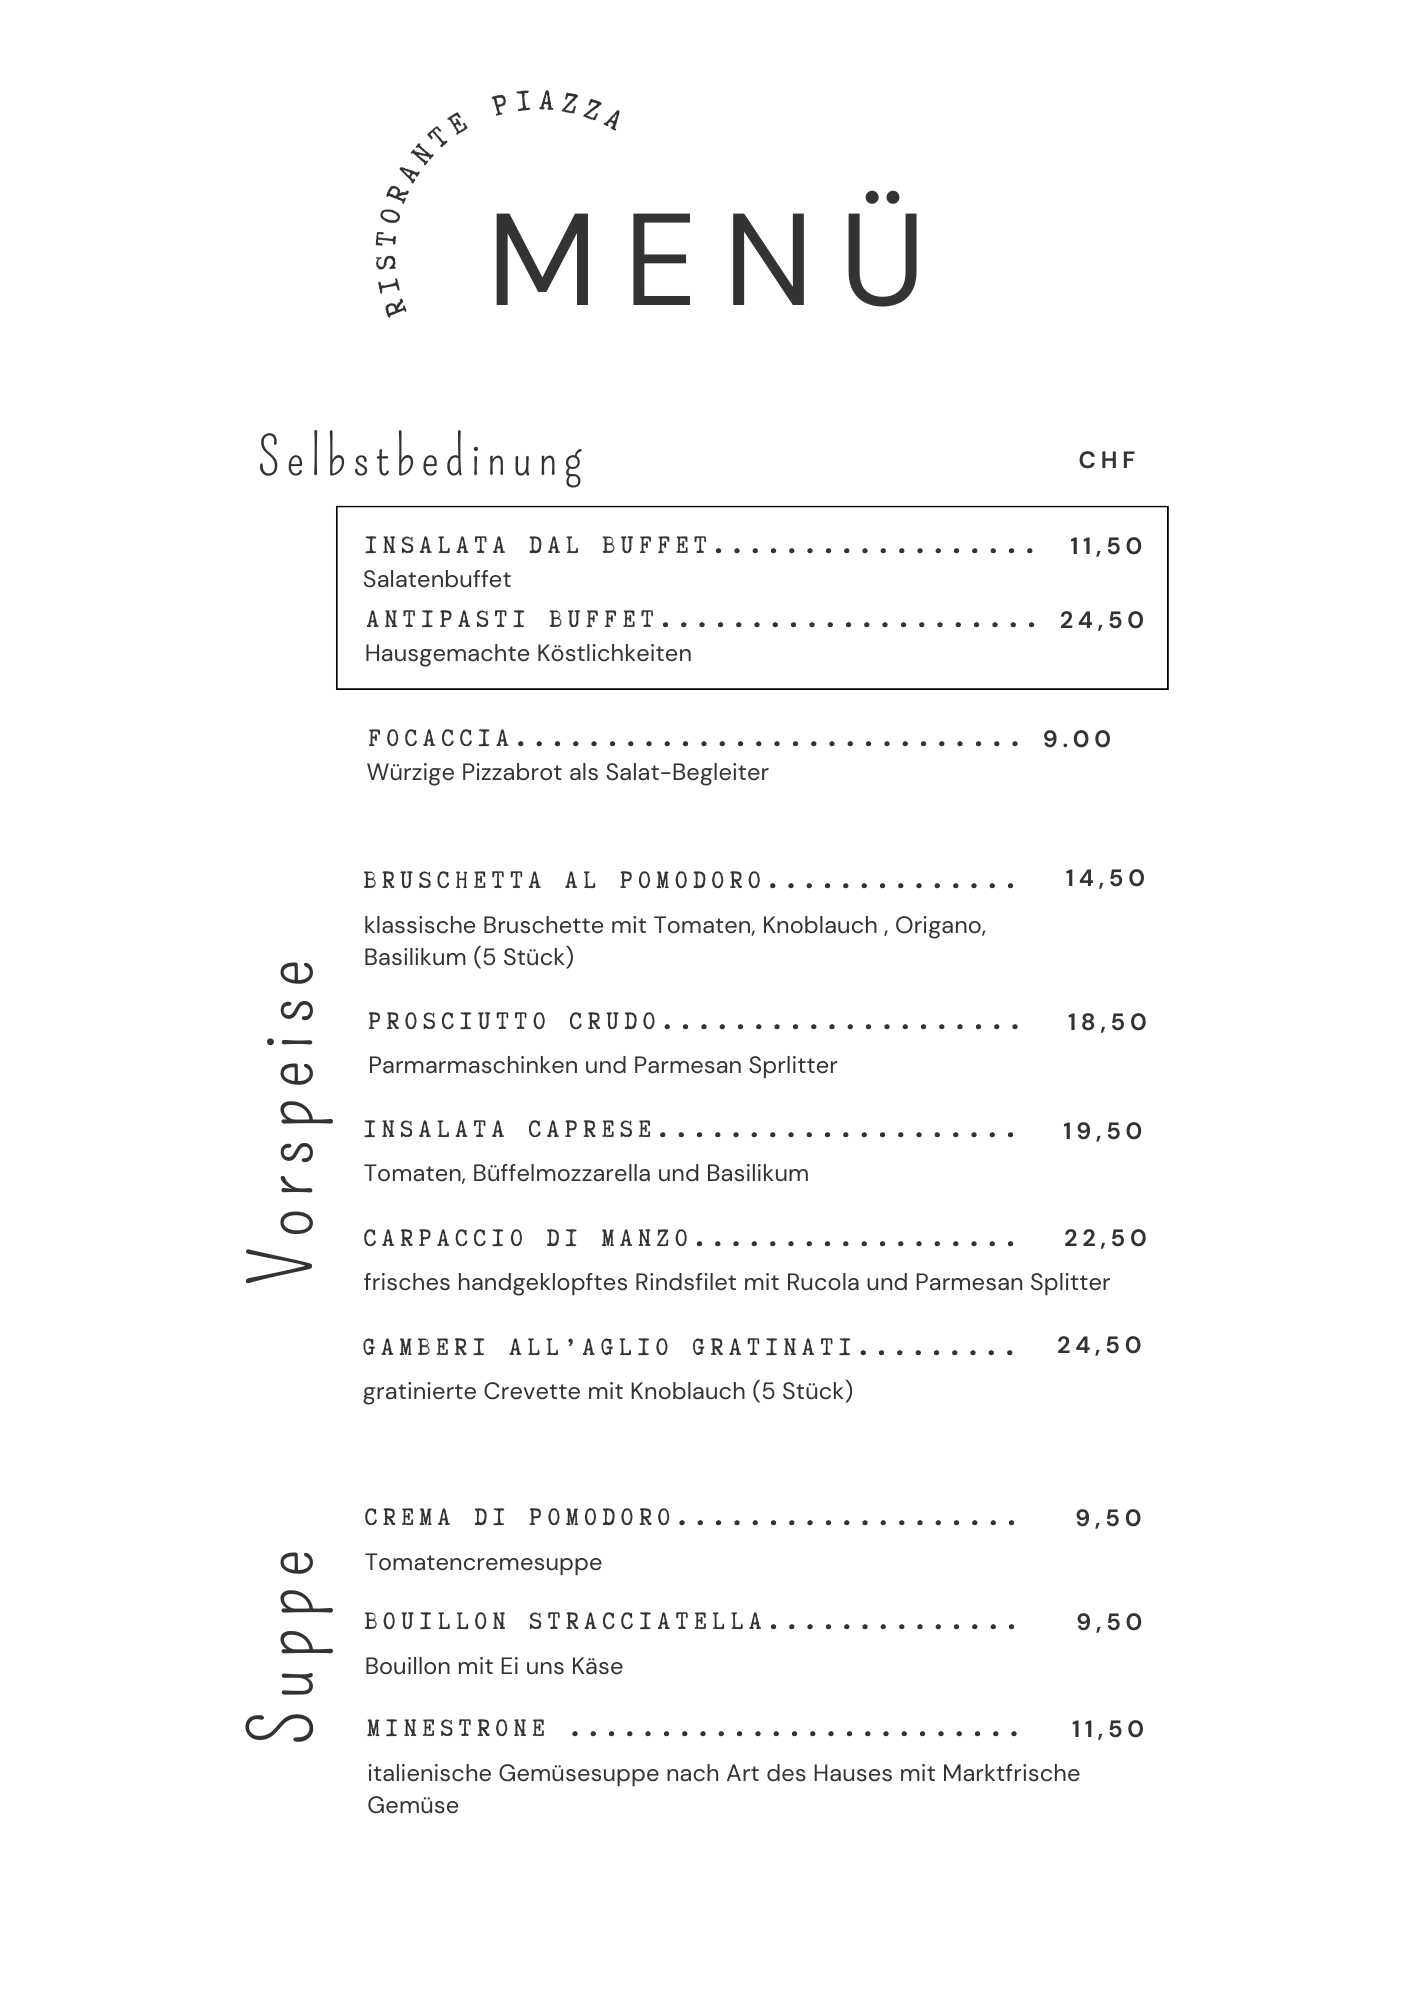 RISTORANTE PIAZZA
MENÜ
Selbstbedinung
CHF
INSALATA DAL BUFFET.................. 11,50
Salatenbuffet
ANTIPASTI BUFFET..................... 24,50
Hausgemachte Köstlichkeiten
FOCACCIA............................ 9.00
Würzige Pizzabrot als Salat-Begleiter
Vorspeise
BRUSCHETTA AL POMODORO.............. 14,50
klassische Bruschette mit Tomaten, Knoblauch , Origano,
Basilikum (5 Stück)
PROSCIUTTO CRUDO.................... 18,50
Parmarmaschinken und Parmesan Sprlitter
INSALATA CAPRESE.................... 19,50
Tomaten, Büffelmozzarella und Basilikum
CARPACCIO DI MANZO.................. 22,50
frisches handgeklopftes Rindsfilet mit Rucola und Parmesan Splitter
GAMBERI ALL’AGLIO GRATINATI......... 24,50
gratinierte Crevette mit Knoblauch (5 Stück)
Suppe
CREMA DI POMODORO................... 9,50
Tomatencremesuppe
BOUILLON STRACCIATELLA.............. 9,50
Bouillon mit Ei uns Käse
MINESTRONE ......................... 11,50
italienische Gemüsesuppe nach Art des Hauses mit Marktfrische
Gemüse